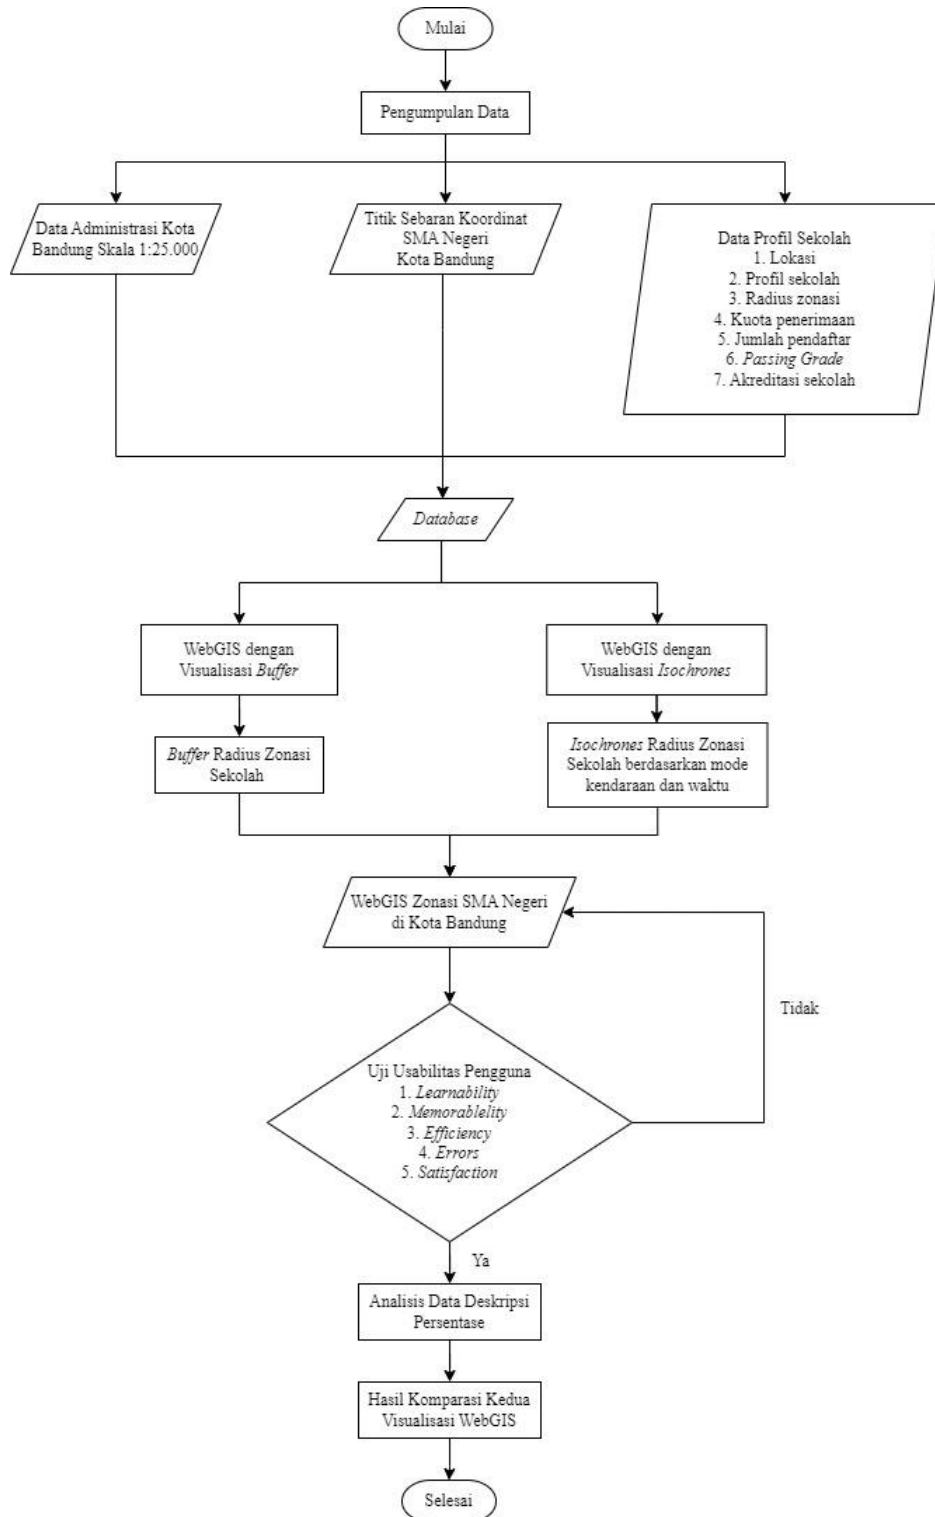 Mulai
Pengumpulan Data
Data Administrasi Kota
Bandung Skala 1:25.000
Titik Sebaran Koordinat
SMA Negeri
Kota Bandung
Data Profil Sekolah
1. Lokasi
2. Profil sekolah
3. Radius zonasi
4. Kuota penerimaan
5. Jumlah pendaftar
6. Passing Grade
7. Akreditasi sekolah
Database
WebGIS dengan
Visualisasi Buffer
WebGIS dengan
Visualisasi Isochrones
Buffer Radius Zonasi
Sekolah
Isochrones Radius Zonasi
Sekolah berdasarkan mode
kendaraan dan waktu
WebGIS Zonasi SMA Negeri
di Kota Bandung
Tidak
Uji Usabilitas Pengguna
1. Learnability
2. Memorablelity
3. Efficiency
4. Errors
5. Satisfaction
Ya
Analisis Data Deskripsi
Persentase
Hasil Komparasi Kedua
Visualisasi WebGIS
Selesai